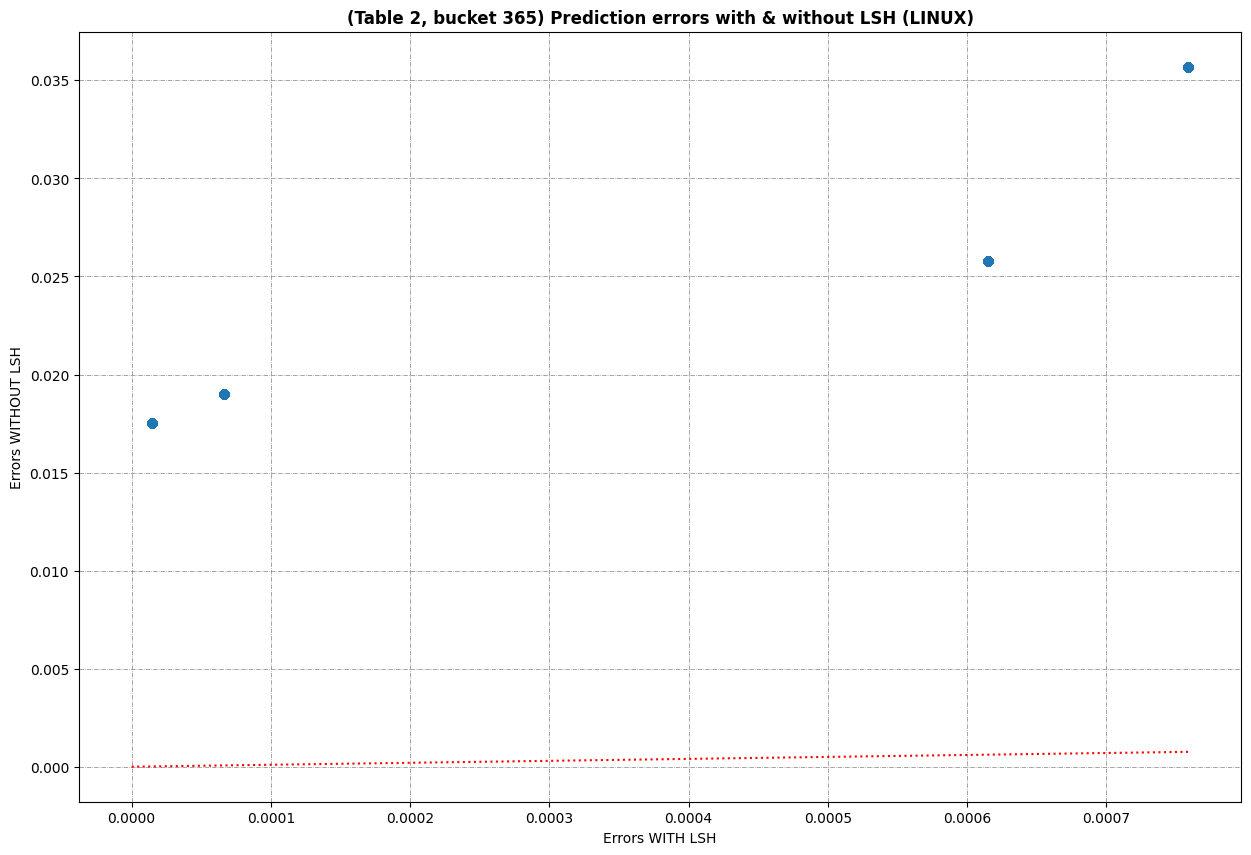 (Table 2, bucket 365) Prediction errors with & without LSH (LINUX)
Errors WITHOUT LSH
0.035
0.030
0.025
0.020
0.015
0.010
0.005
0.000
0.0000 0.0001 0.0002 0.0003 0.0004 0.0005 0.0006 0.0007
Errors WITH LSH